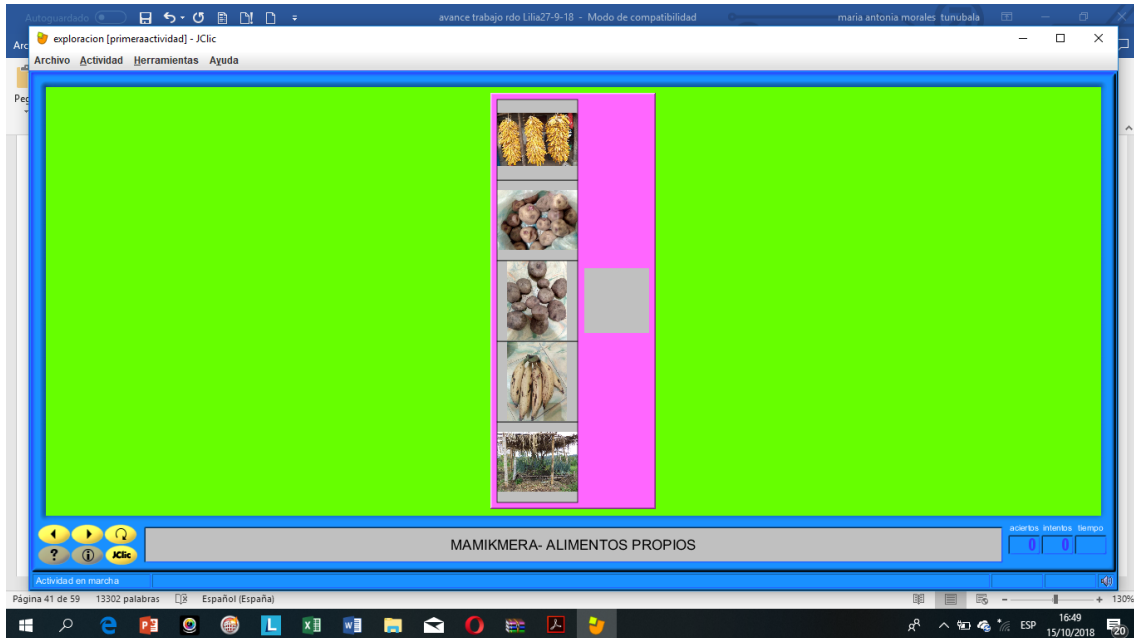 Autoguardado
avance trabajo rdo Lilia27-9-18 - Modo de compatibilidad
maria antonia morales tunubala
exploracion [primeraactividad] - JClic
Archivo Actividad Herramientas Ayuda
MAMIKMERA- ALIMENTOS PROPIOS
aciertos intentos tiempo
0 0
JClic
Actividad en marcha
Página 41 de 59 13302 palabras Español (España)
130%
ESP
16:49
15/10/2018
20